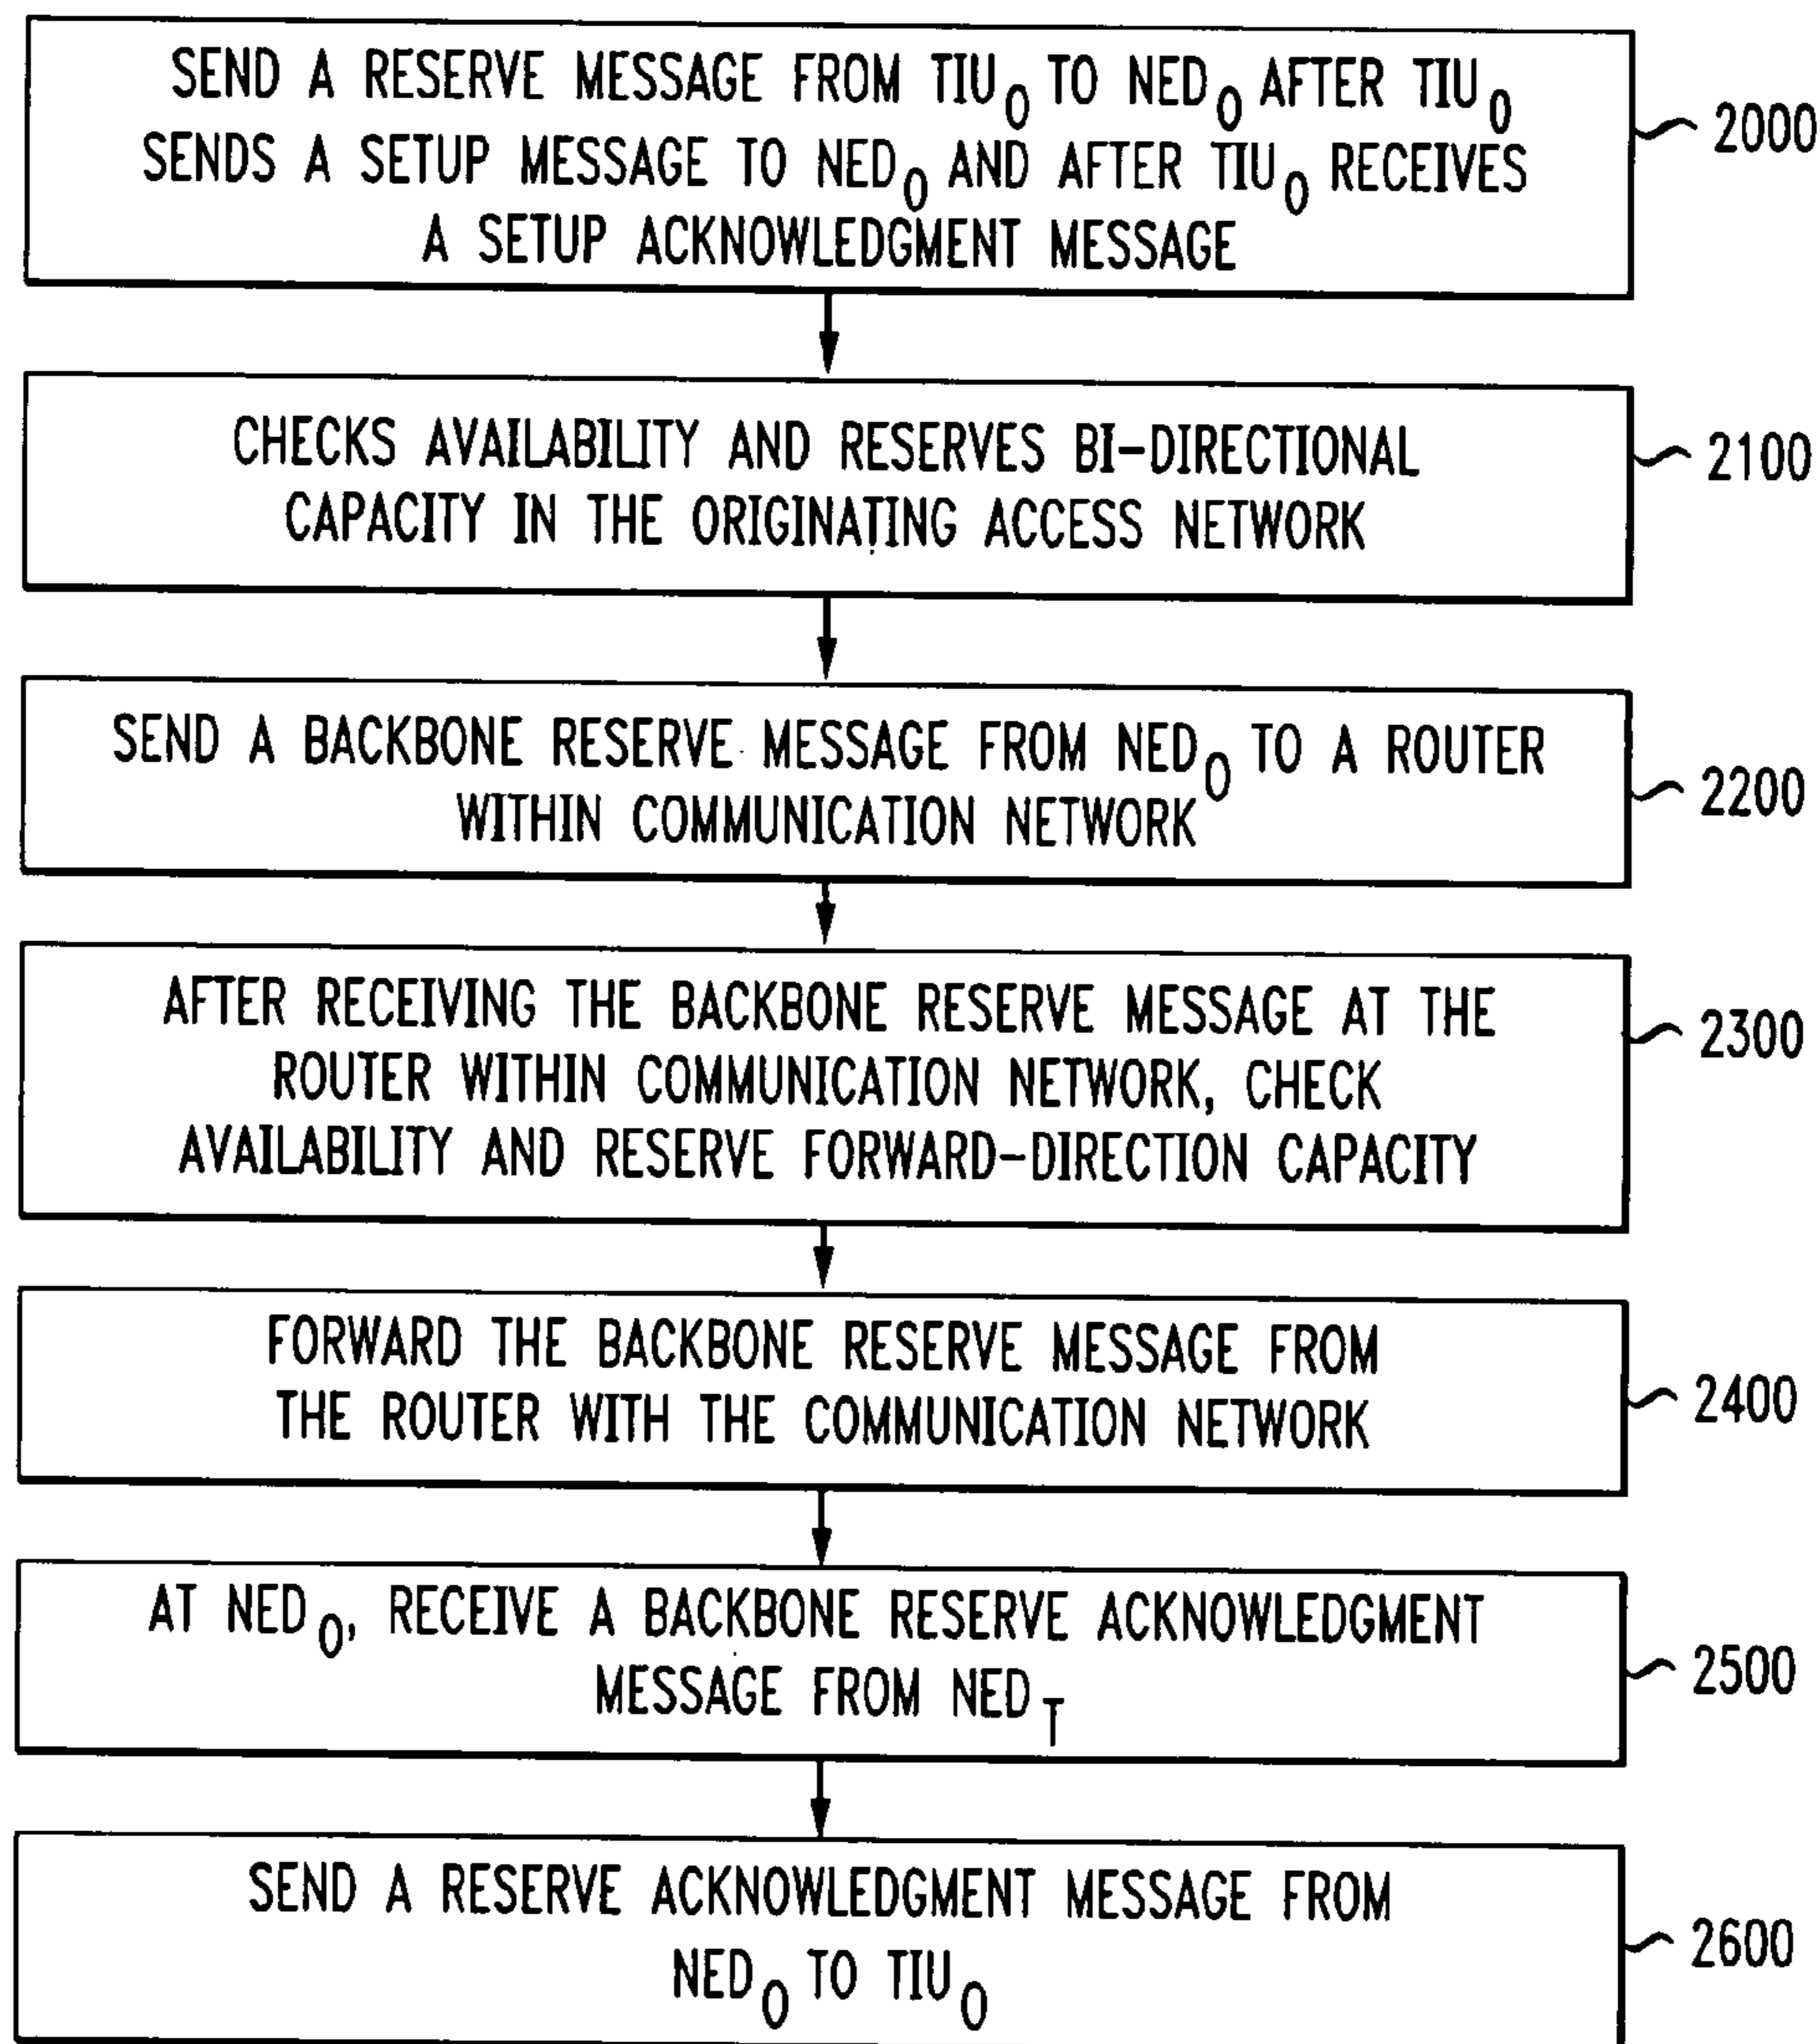 SEND A RESERVE MESSAGE FROM TIU₀ TO NED₀ AFTER TIU₀
SENDS A SETUP MESSAGE TO NED₀ AND AFTER TIU₀ RECEIVES
A SETUP ACKNOWLEDGMENT MESSAGE
2000
CHECKS AVAILABILITY AND RESERVES BI-DIRECTIONAL
CAPACITY IN THE ORIGINATING ACCESS NETWORK
2100
SEND A BACKBONE RESERVE MESSAGE FROM NED₀ TO A ROUTER
WITHIN COMMUNICATION NETWORK
2200
AFTER RECEIVING THE BACKBONE RESERVE MESSAGE AT THE
ROUTER WITHIN COMMUNICATION NETWORK, CHECK
AVAILABILITY AND RESERVE FORWARD-DIRECTION CAPACITY
2300
FORWARD THE BACKBONE RESERVE MESSAGE FROM
THE ROUTER WITH THE COMMUNICATION NETWORK
2400
AT NED₀, RECEIVE A BACKBONE RESERVE ACKNOWLEDGMENT
MESSAGE FROM NED_T
2500
SEND A RESERVE ACKNOWLEDGMENT MESSAGE FROM
NED₀ TO TIU₀
2600